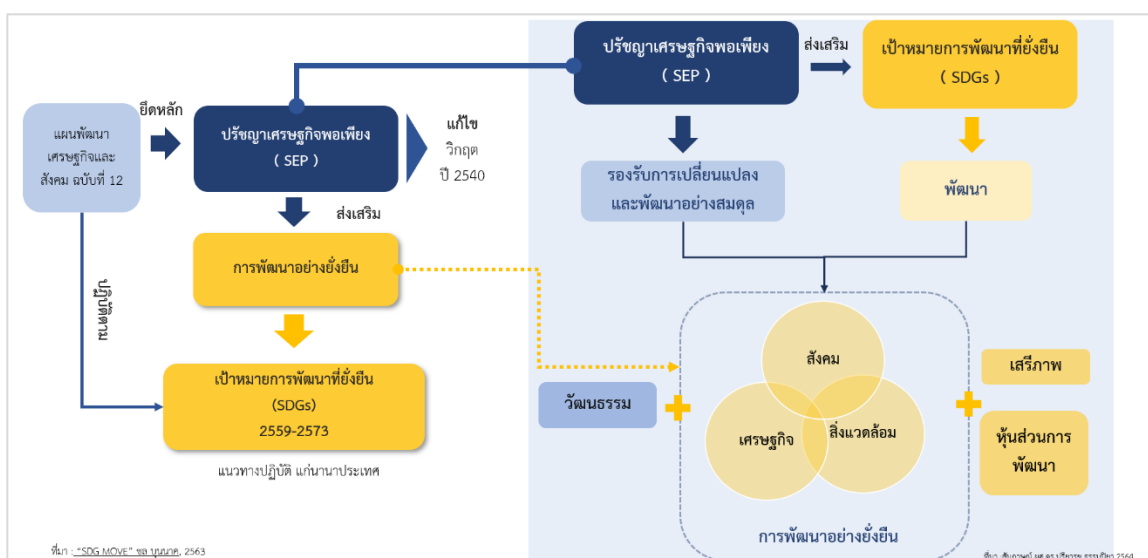 ยึดหลัก
แผนพัฒนา
เศรษฐกิจและ
สังคม ฉบับที่ 12
ปรัชญาเศรษฐกิจพอเพียง
( SEP )
แก้ไข
วิกฤต
ปี 2540
ส่งเสริม
การพัฒนาอย่างยั่งยืน
ปฏิบัติตาม
เป้าหมายการพัฒนาที่ยั่งยืน
(SDGs)
2559-2573
แนวทางปฏิบัติ แก่นานาประเทศ
ที่มา : "SDG MOVE" ชล บุนนาค, 2563
ปรัชญาเศรษฐกิจพอเพียง
( SEP )
ส่งเสริม
เป้าหมายการพัฒนาที่ยั่งยืน
( SDGs )
รองรับการเปลี่ยนแปลง
และพัฒนาอย่างสมดุล
พัฒนา
วัฒนธรรม
สังคม
เศรษฐกิจ
สิ่งแวดล้อม
การพัฒนาอย่างยั่งยืน
เสรีภาพ
หุ้นส่วนการ
พัฒนา